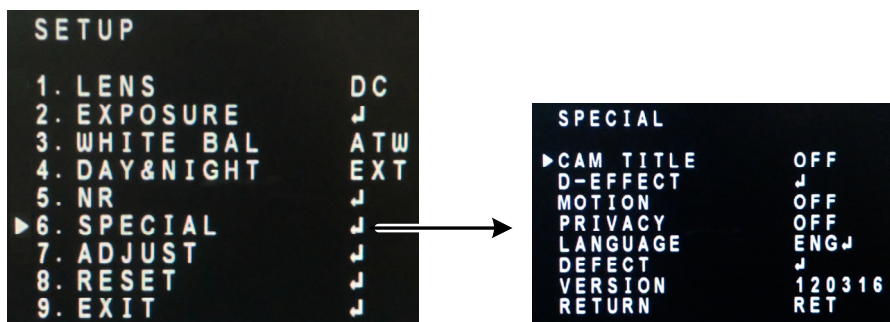 SETUP
1. LENS DC
2. EXPOSURE ↲
3. WHITE BAL ATW
4. DAY&NIGHT EXT
5. NR ↲
▶6. SPECIAL ↲
7. ADJUST ↲
8. RESET ↲
9. EXIT ↲
SPECIAL
▶CAM TITLE OFF
D-EFFECT ↲
MOTION OFF
PRIVACY OFF
LANGUAGE ENG↲
DEFECT ↲
VERSION 120316
RETURN RET